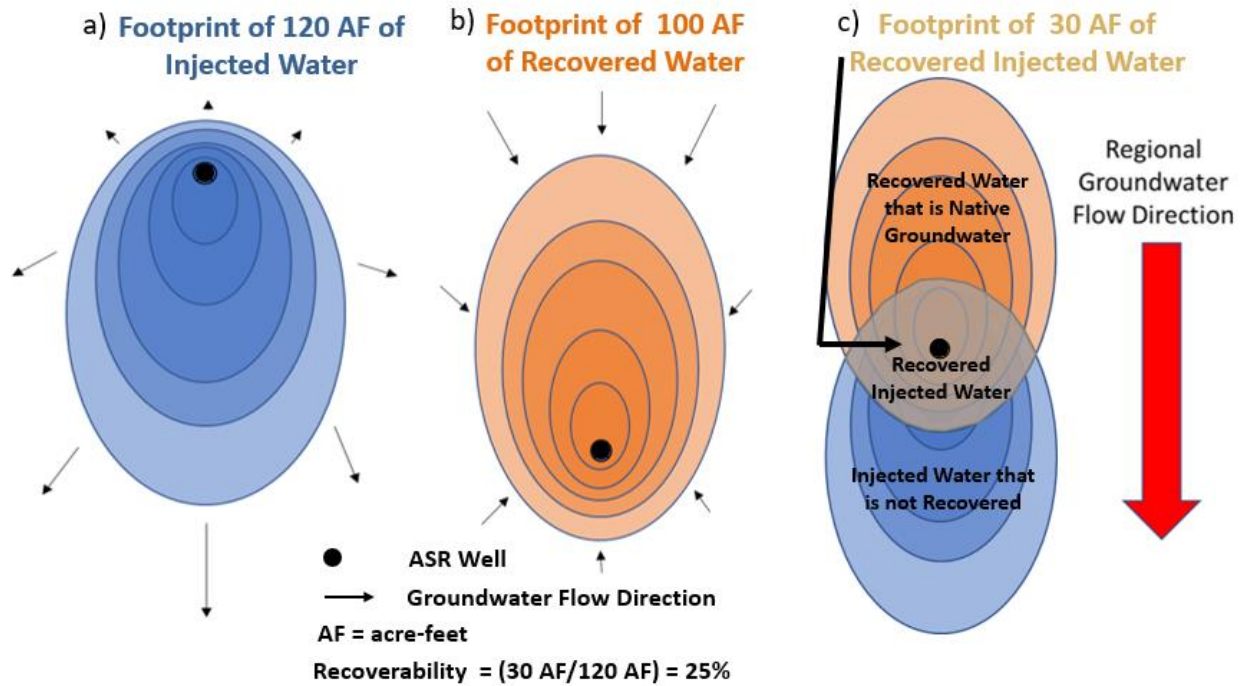 a) Footprint of 120 AF of
Injected Water
b) Footprint of 100 AF
of Recovered Water
c) Footprint of 30 AF of
Recovered Injected Water
Recovered Water
that is Native
Groundwater
Recovered
Injected Water
Injected Water that
is not Recovered
Regional
Groundwater
Flow Direction
ASR Well
Groundwater Flow Direction
AF = acre-feet
Recoverability = (30 AF/120 AF) = 25%